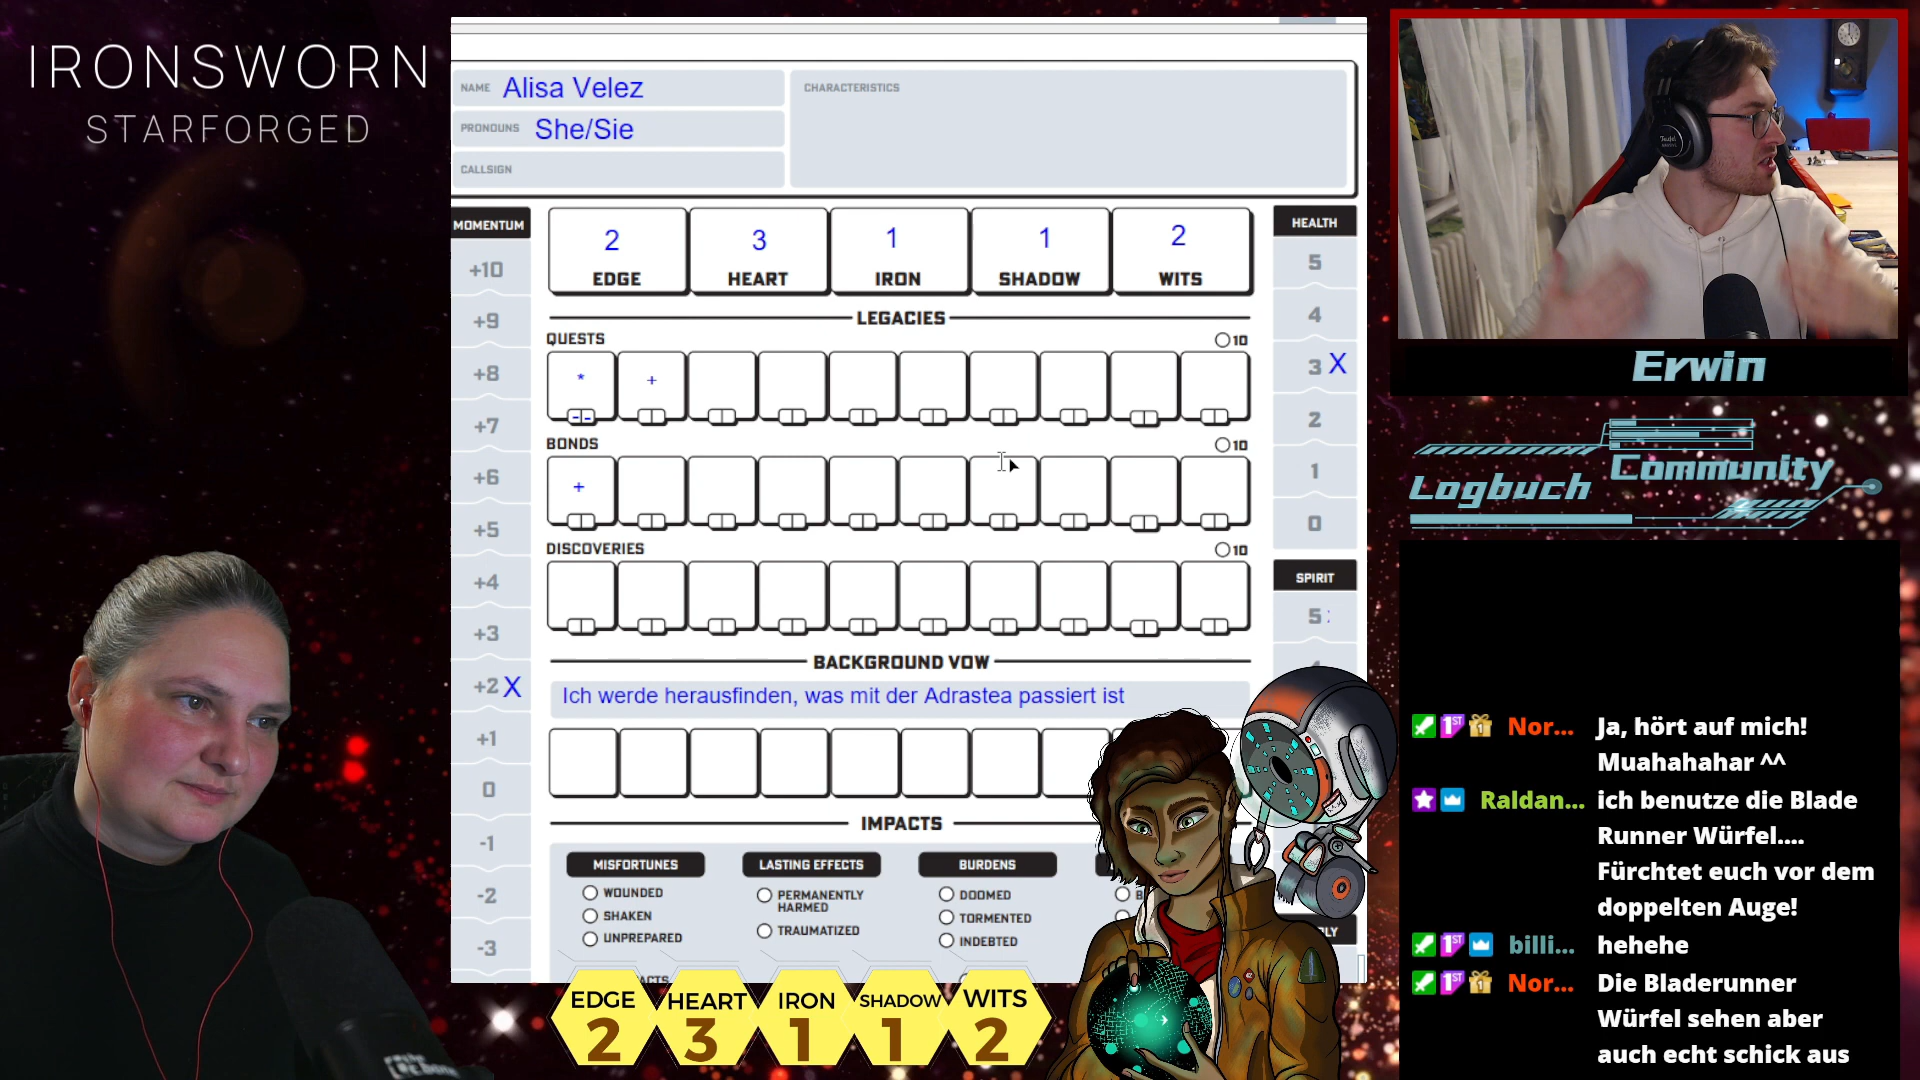 IRONSWORN
STARFORGED
NAME Alisa Velez
PRONOUNS She/Sie
CALLSIGN
CHARACTERISTICS
MOMENTUM
+10
+9
+8
+7
+6
+5
+4
+3
+2 X
+1
0
-1
-2
-3
2 3 1 1 2
EDGE HEART IRON SHADOW WITS
LEGACIES
QUESTS 10
* +
BONDS 10
+
DISCOVERIES 10
BACKGROUND VOW
Ich werde herausfinden, was mit der Adrastea passiert ist
IMPACTS
MISFORTUNES
WOUNDED
SHAKEN
UNPREPARED
LASTING EFFECTS
PERMANENTLY
HARMED
TRAUMATIZED
BURDENS
DOOMED
TORMENTED
INDEBTED
HEALTH
5
4
3 X
2
1
0
SPIRIT
5
EDGE HEART IRON SHADOW WITS
2 3 1 1 2
Erwin
Logbuch Community
Nor... Ja, hört auf mich!
Muahahahar ^^
Raldan... ich benutze die Blade
Runner Würfel....
Fürchtet euch vor dem
doppelten Auge!
billi... hehehe
Nor... Die Bladerunner
Würfel sehen aber
auch echt schick aus